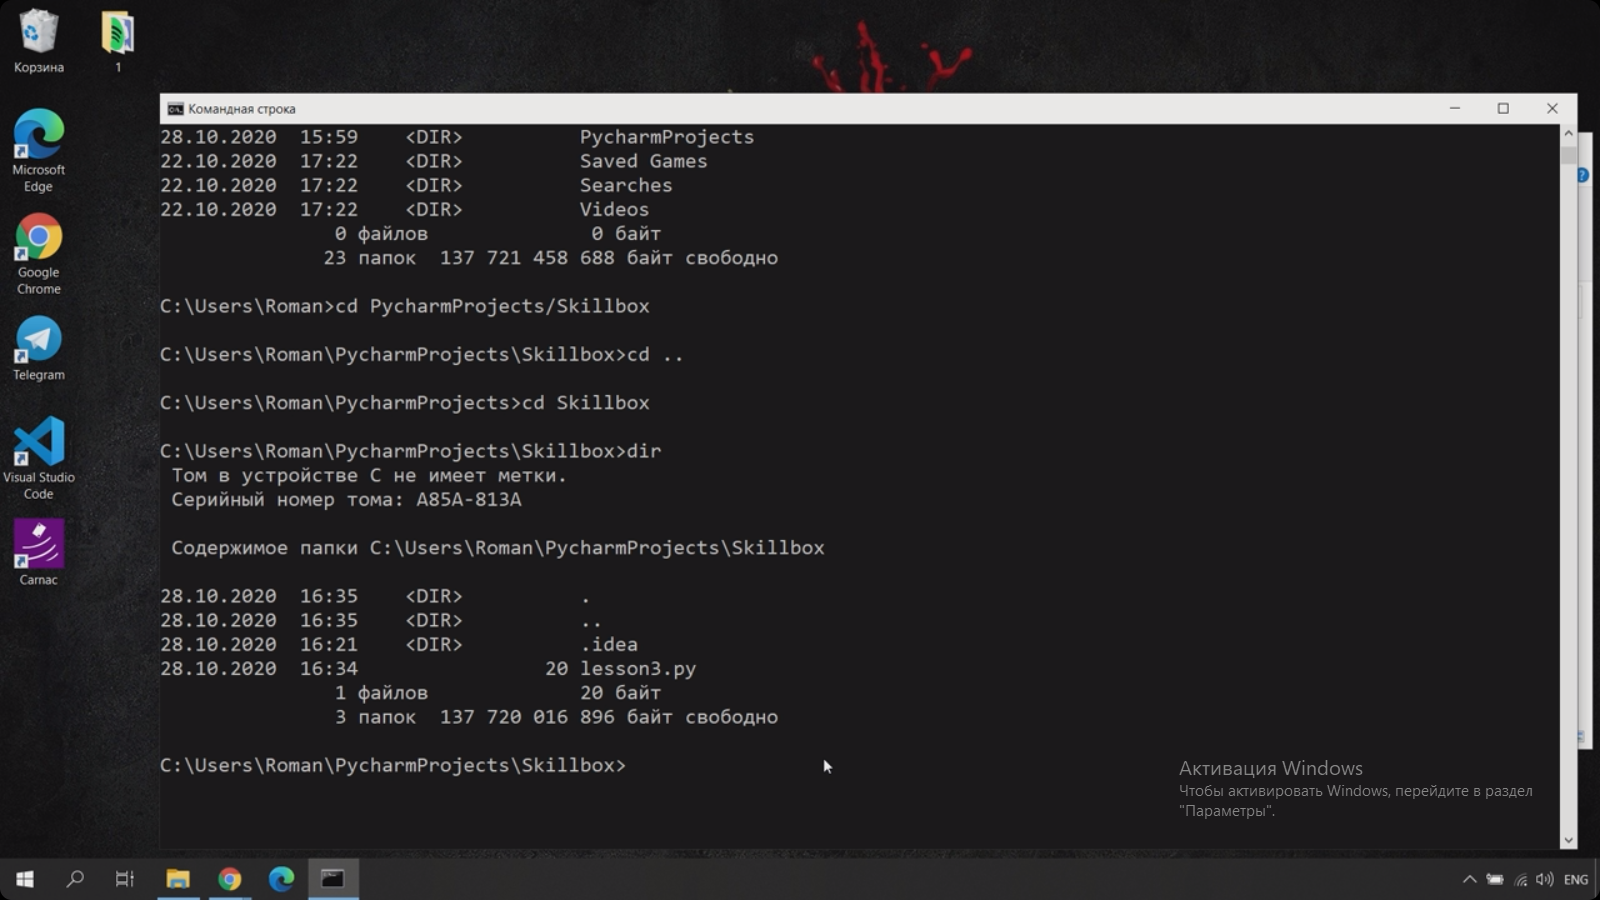 Корзина
1
Microsoft
Edge
Google
Chrome
Telegram
Visual Studio
Code
Carnac
Командная строка
28.10.2020  15:59    <DIR>          PycharmProjects
22.10.2020  17:22    <DIR>          Saved Games
22.10.2020  17:22    <DIR>          Searches
22.10.2020  17:22    <DIR>          Videos
               0 файлов              0 байт
              23 папок  137 721 458 688 байт свободно
C:\Users\Roman>cd PycharmProjects/Skillbox
C:\Users\Roman\PycharmProjects\Skillbox>cd ..
C:\Users\Roman\PycharmProjects>cd Skillbox
C:\Users\Roman\PycharmProjects\Skillbox>dir
 Том в устройстве C не имеет метки.
 Серийный номер тома: A85A-813A
 Содержимое папки C:\Users\Roman\PycharmProjects\Skillbox
28.10.2020  16:35    <DIR>          .
28.10.2020  16:35    <DIR>          ..
28.10.2020  16:21    <DIR>          .idea
28.10.2020  16:34                20 lesson3.py
               1 файлов             20 байт
               3 папок  137 720 016 896 байт свободно
C:\Users\Roman\PycharmProjects\Skillbox>
Активация Windows
Чтобы активировать Windows, перейдите в раздел
"Параметры".
ENG